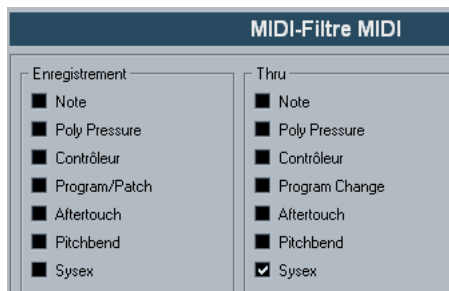 MIDI-Filtre MIDI
Enregistrement
Note
Poly Pressure
Contrôleur
Program/Patch
Aftertouch
Pitchbend
Sysex
Thru
Note
Poly Pressure
Contrôleur
Program Change
Aftertouch
Pitchbend
Sysex